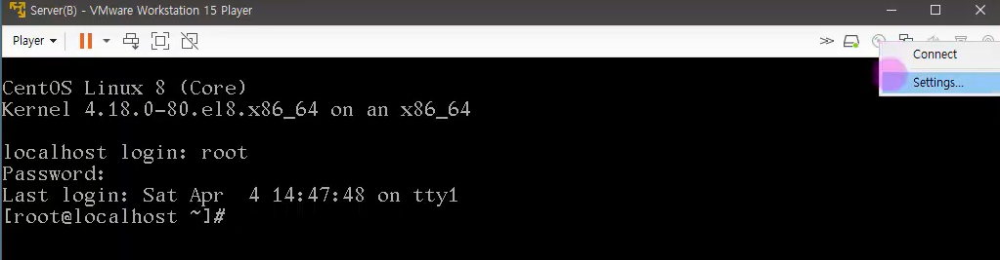 Server(B) - VMware Workstation 15 Player
Player
Connect
Settings...
CentOS Linux 8 (Core)
Kernel 4.18.0-80.el8.x86_64 on an x86_64
localhost login: root
Password:
Last login: Sat Apr  4 14:47:48 on tty1
[root@localhost ~]#